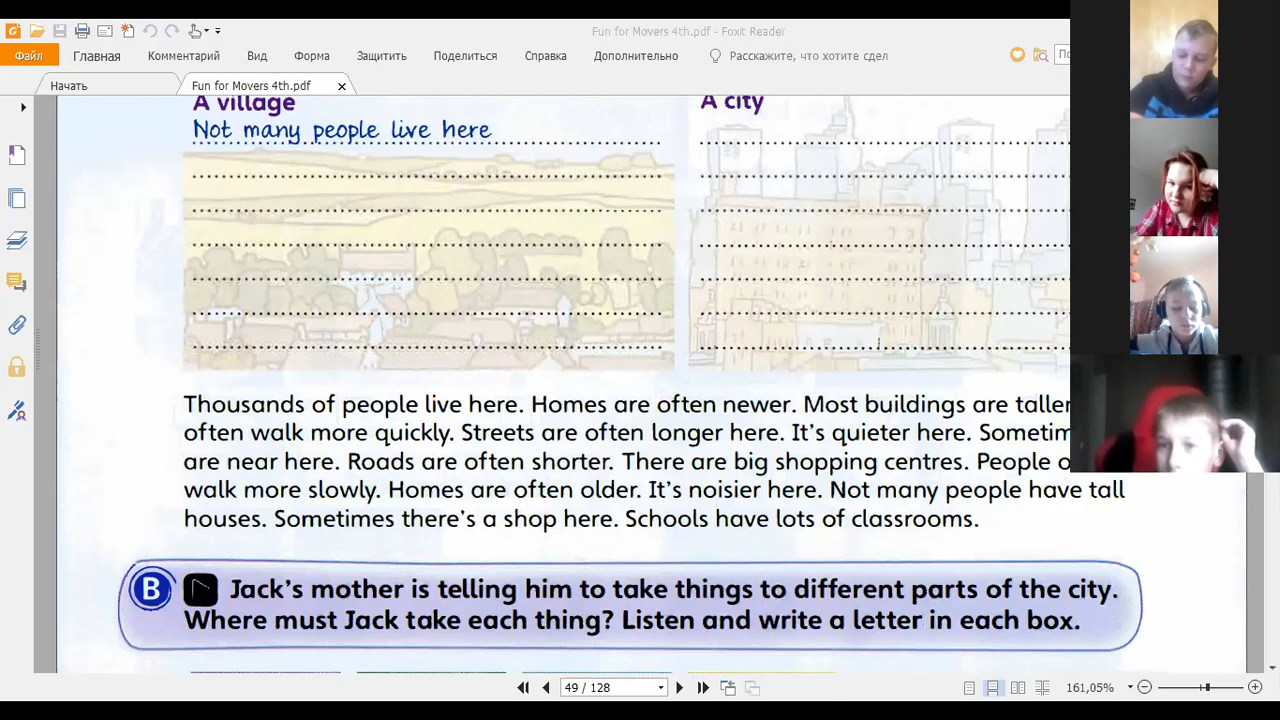 Fun for Movers 4th.pdf - Foxit Reader
Файл Главная Комментарий Вид Форма Защитить Поделиться Справка Дополнительно Расскажите, что хотите сдел
Начать Fun for Movers 4th.pdf
A village A city
Not many people live here
Thousands of people live here. Homes are often newer. Most buildings are taller
often walk more quickly. Streets are often longer here. It's quieter here.
are near here. Roads are often shorter. There are big shopping centres. People
walk more slowly. Homes are often older. It's noisier here. Not many people have tall
houses. Sometimes there's a shop here. Schools have lots of classrooms.
B Jack's mother is telling him to take things to different parts of the city.
Where must Jack take each thing? Listen and write a letter in each box.
49 / 128 161,05%